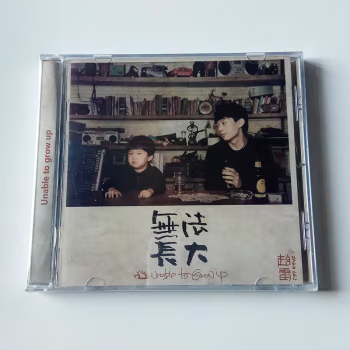 Unable to grow up
無法
長大
Unable to Grow up
趙雷